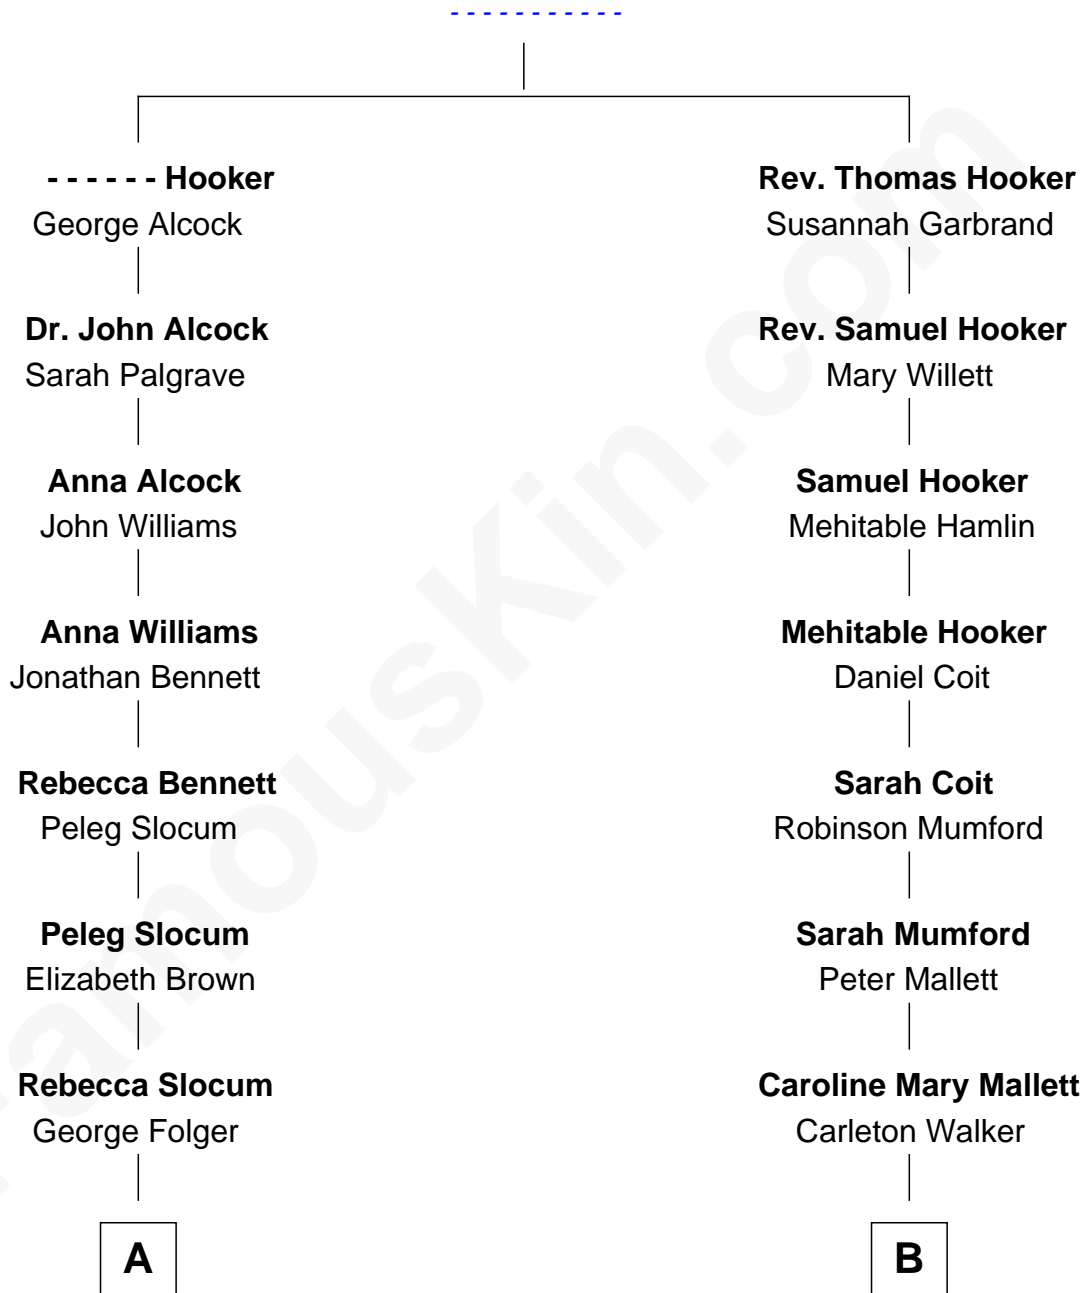 - - - - - - - - - - -
- - - - - - Hooker
George Alcock
Rev. Thomas Hooker
Susannah Garbrand
Dr. John Alcock
Sarah Palgrave
Rev. Samuel Hooker
Mary Willett
Anna Alcock
John Williams
Samuel Hooker
Mehitable Hamlin
Anna Williams
Jonathan Bennett
Mehitable Hooker
Daniel Coit
Rebecca Bennett
Peleg Slocum
Sarah Coit
Robinson Mumford
Peleg Slocum
Elizabeth Brown
Sarah Mumford
Peter Mallett
Rebecca Slocum
George Folger
Caroline Mary Mallett
Carleton Walker
A
B
FamousKin.com